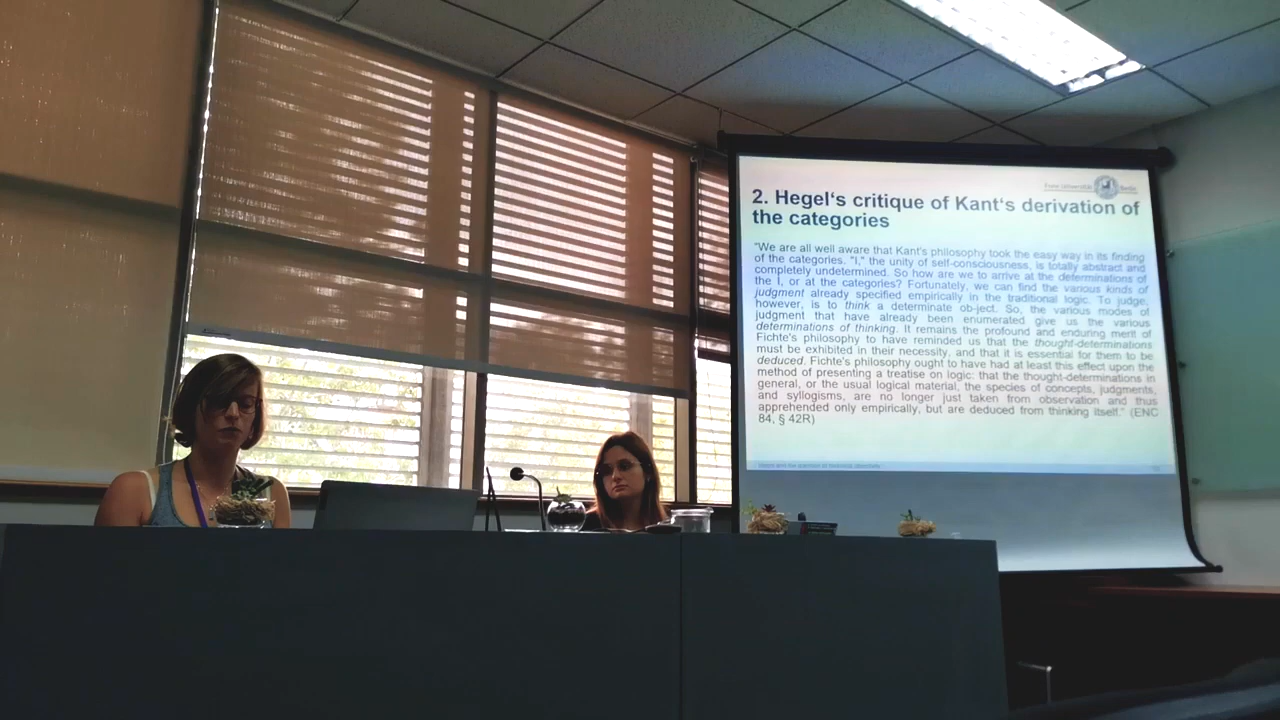 Freie Universität Berlin
2. Hegel‘s critique of Kant‘s derivation of
the categories
"We are all well aware that Kant's philosophy took the easy way in its finding
of the categories. "I," the unity of self-consciousness, is totally abstract and
completely undetermined. So how are we to arrive at the determinations of
the I, or at the categories? Fortunately, we can find the various kinds of
judgment already specified empirically in the traditional logic. To judge,
however, is to think a determinate ob-ject. So, the various modes of
judgment that have already been enumerated give us the various
determinations of thinking. It remains the profound and enduring merit of
Fichte's philosophy to have reminded us that the thought-determinations
must be exhibited in their necessity, and that it is essential for them to be
deduced. Fichte's philosophy ought to have had at least this effect upon the
method of presenting a treatise on logic: that the thought-determinations in
general, or the usual logical material, the species of concepts, judgments,
and syllogisms, are no longer just taken from observation and thus
apprehended only empirically, but are deduced from thinking itself." (ENC
84, § 42R)